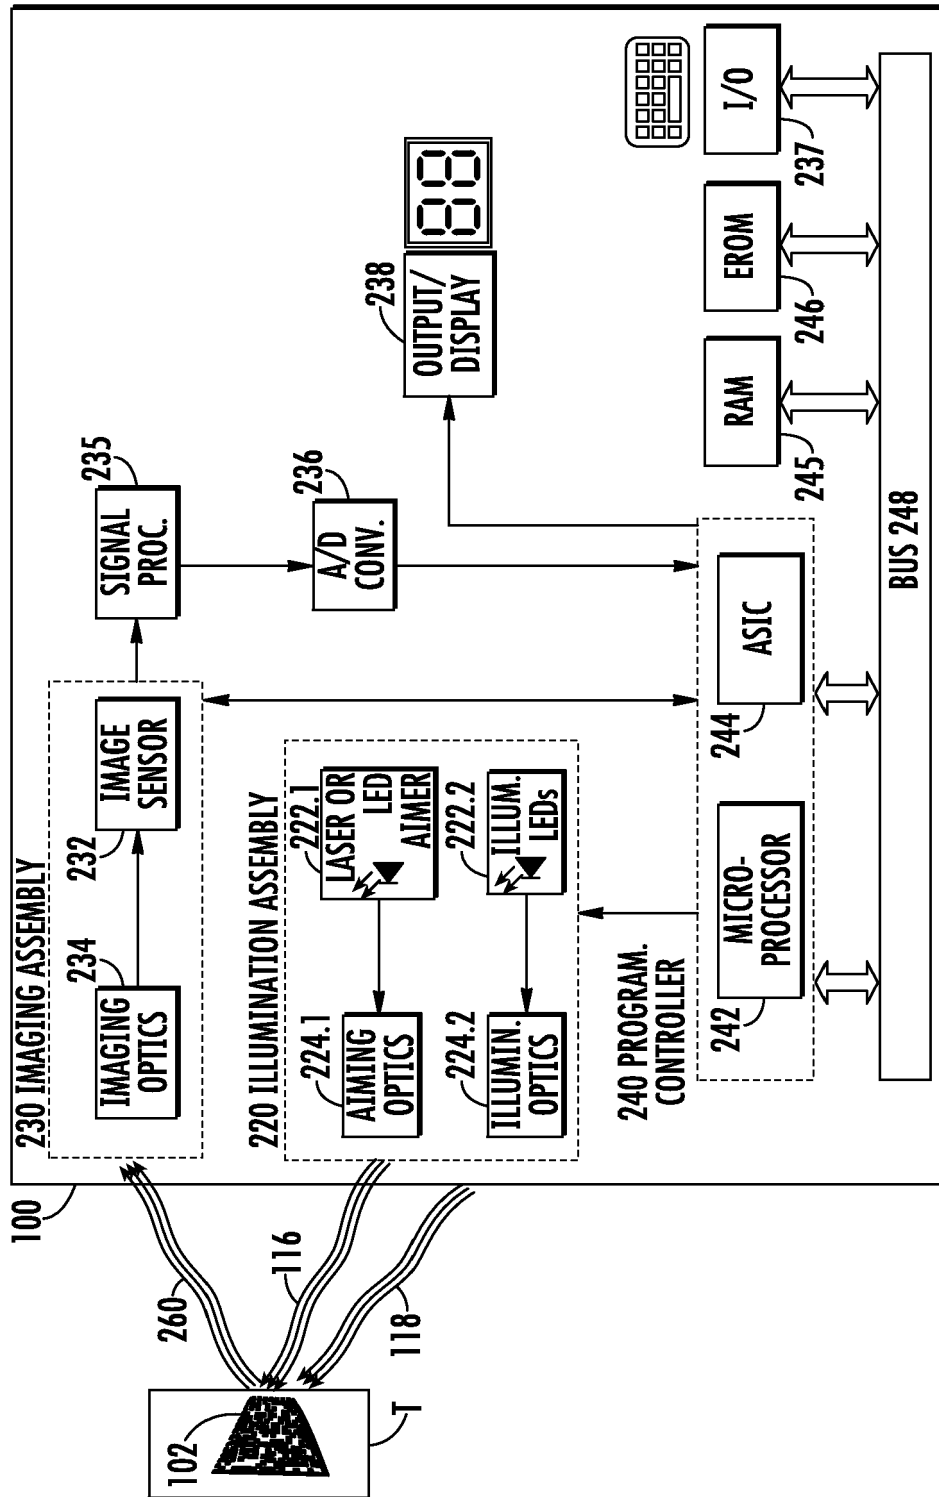 100
230 IMAGING ASSEMBLY
234
IMAGING
OPTICS
232
IMAGE
SENSOR
235
SIGNAL
PROC.
236
A/D
CONV.
238
OUTPUT/
DISPLAY
88
220 ILLUMINATION ASSEMBLY
224.1
AIMING
OPTICS
222.1
LASER OR
LED
AIMER
224.2
ILLUMIN.
OPTICS
222.2
ILLUM.
LEDs
260
116
118
102
T
240 PROGRAM.
CONTROLLER
242
MICRO-
PROCESSOR
244
ASIC
RAM
245
EROM
246
I/O
237
BUS 248